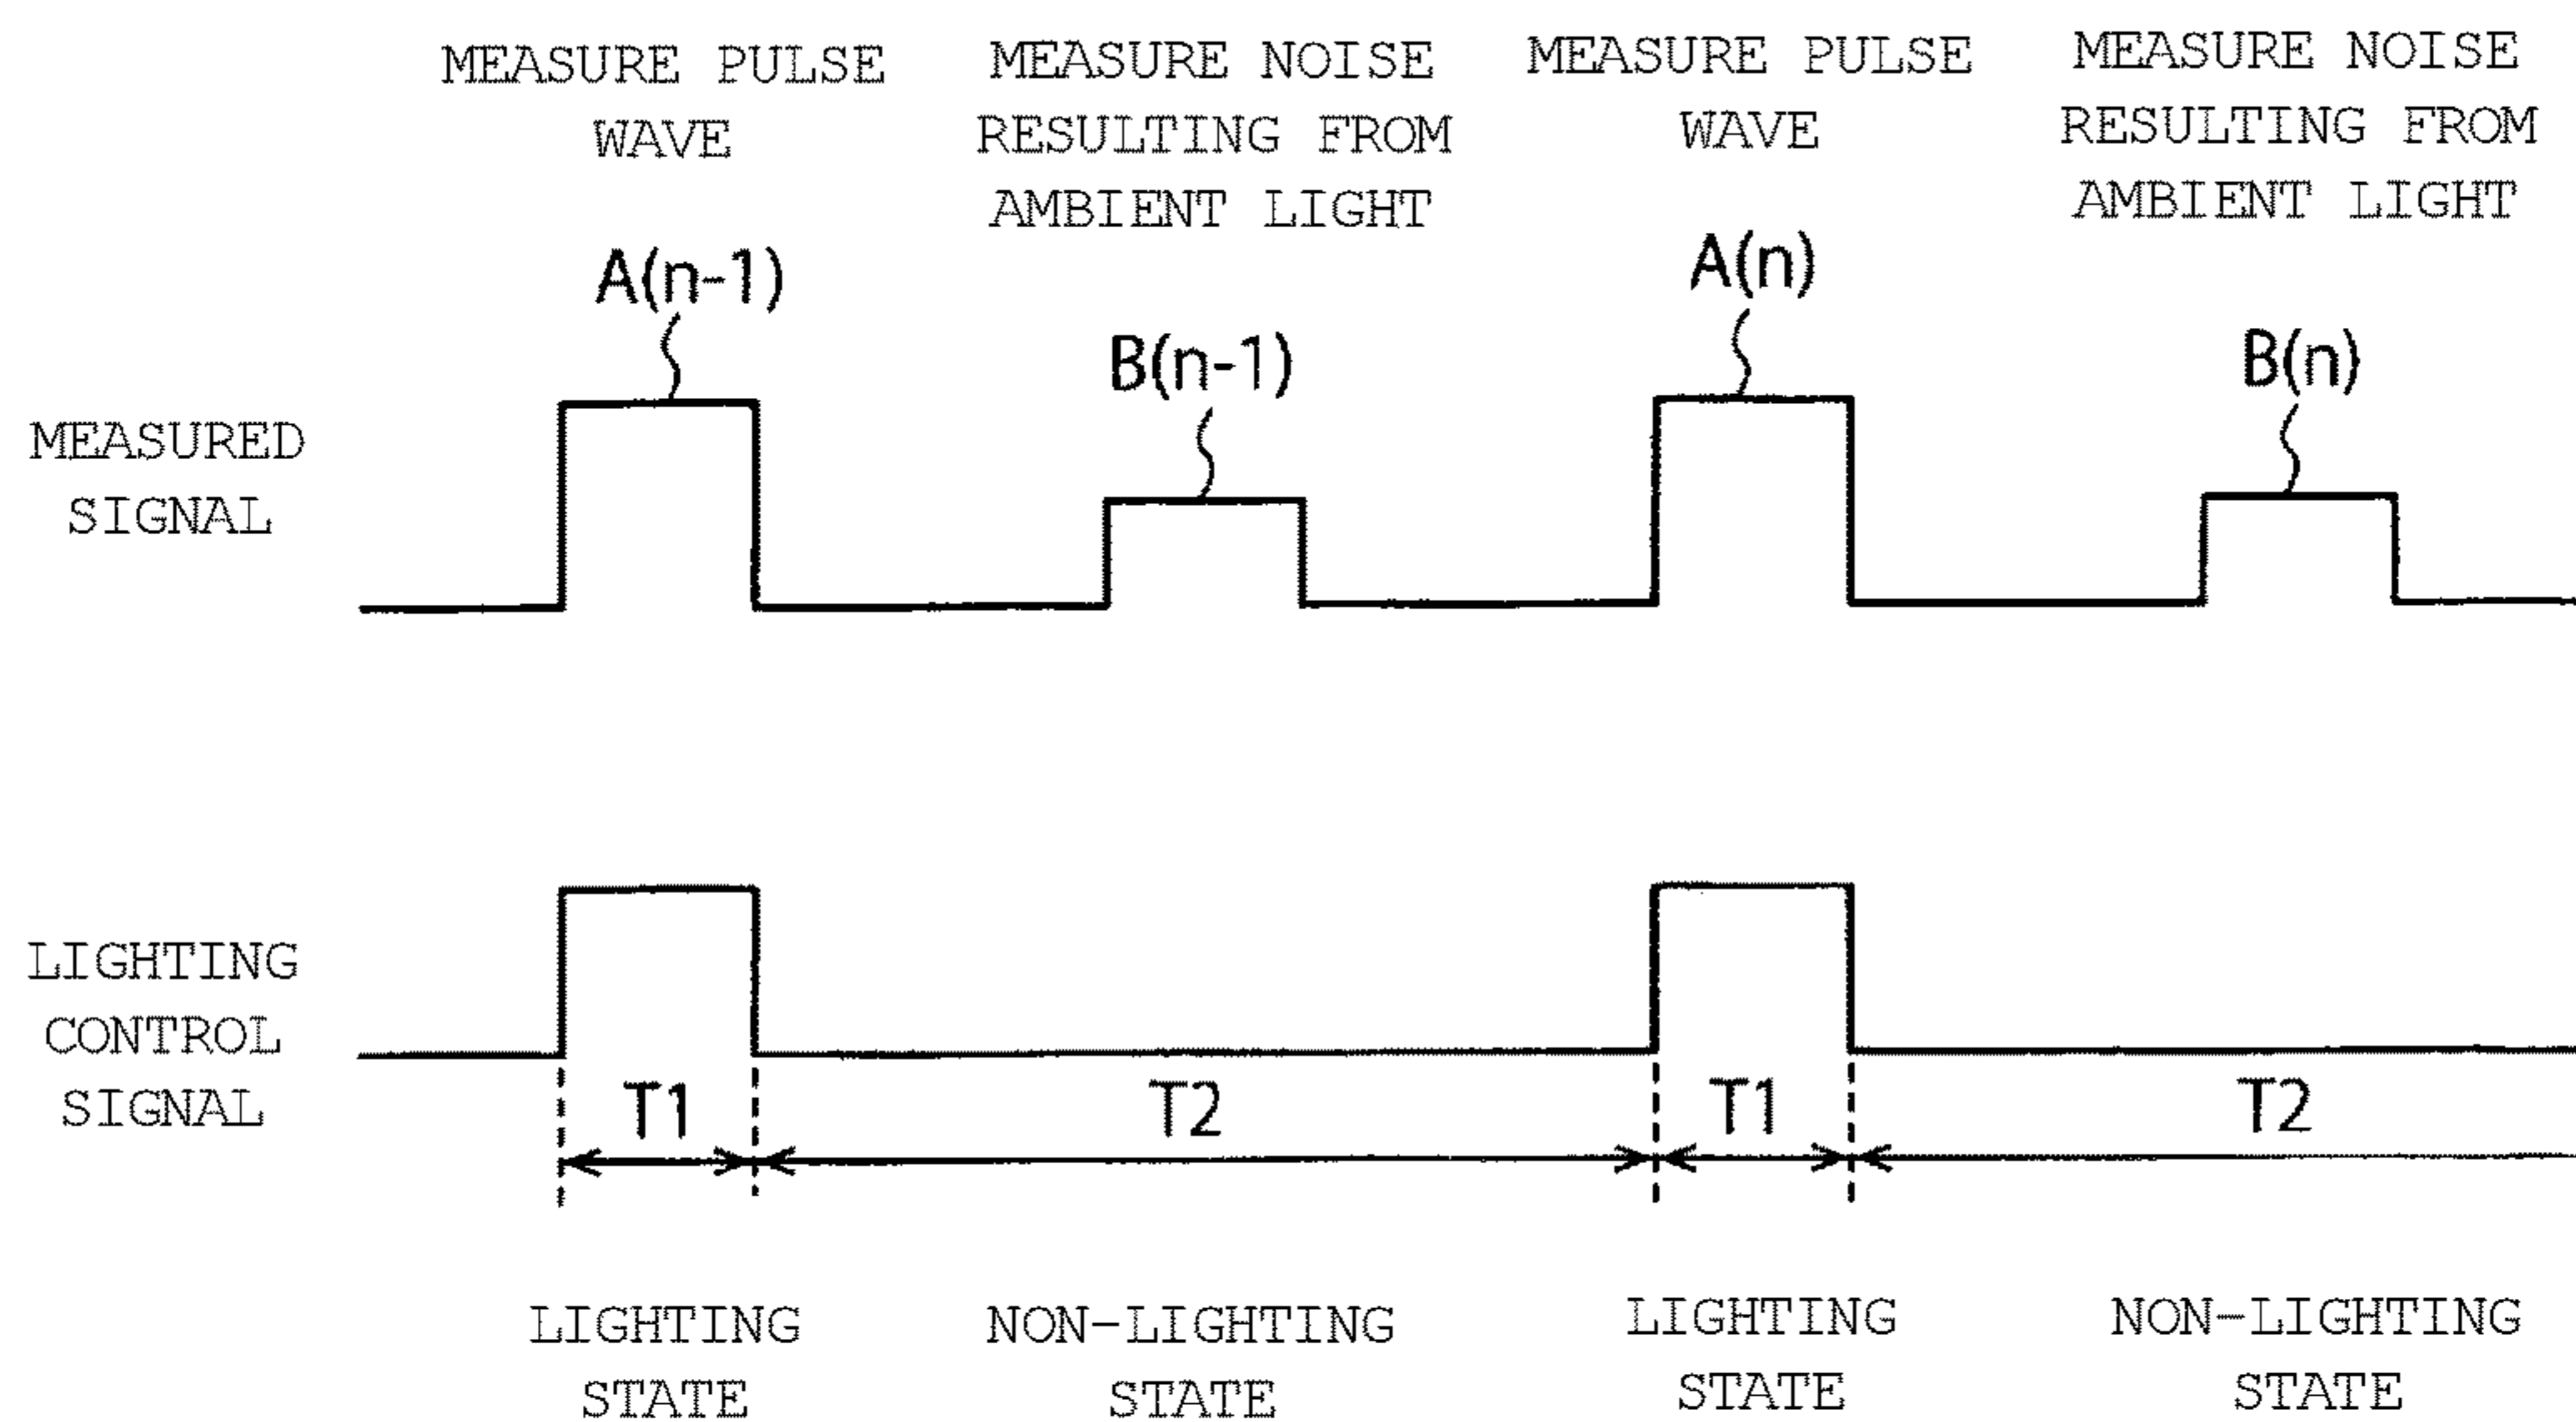 MEASURE PULSE
WAVE
MEASURE NOISE
RESULTING FROM
AMBIENT LIGHT
MEASURE PULSE
WAVE
MEASURE NOISE
RESULTING FROM
AMBIENT LIGHT
A(n-1)
B(n-1)
A(n)
B(n)
MEASURED
SIGNAL
LIGHTING
CONTROL
SIGNAL
T1
T2
T1
T2
LIGHTING
STATE
NON-LIGHTING
STATE
LIGHTING
STATE
NON-LIGHTING
STATE